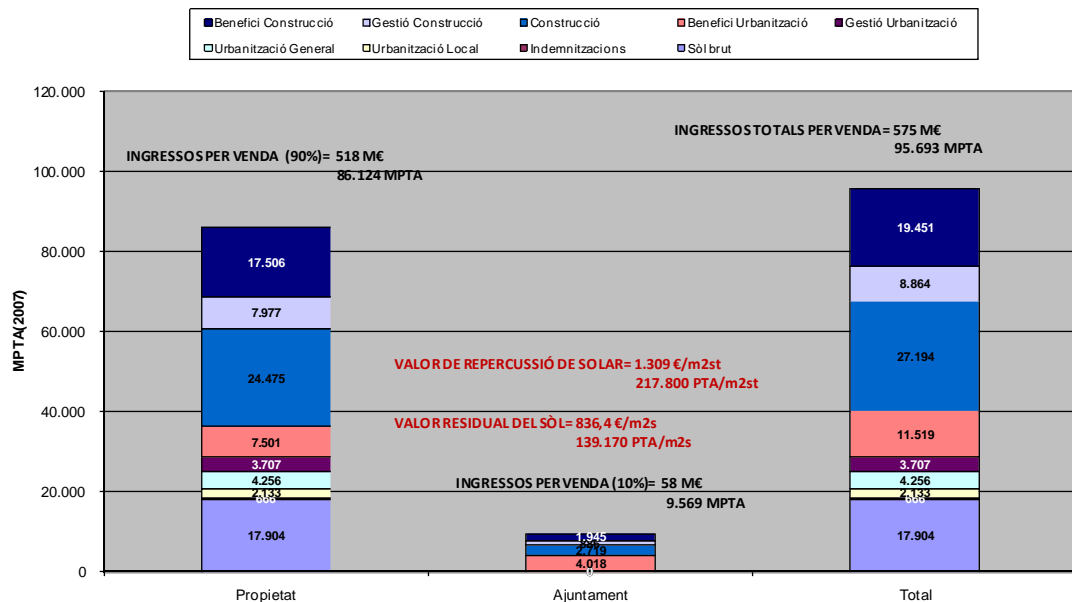 Benefici Construcció Gestió Construcció Construcció Benefici Urbanització Gestió Urbanització
Urbanització General Urbanització Local Indemnitzacions Sòl brut
120.000
100.000
80.000
60.000
40.000
20.000
0
MPTA(2007)
INGRESSOS PER VENDA (90%)= 518 M€
86.124 MPTA
17.506
7.977
24.475
7.501
3.707
4.256
2.133
17.904
VALOR DE REPERCUSSIÓ DE SOLAR= 1.309 €/m2st
217.800 PTA/m2st
VALOR RESIDUAL DEL SÒL= 836,4 €/m2s
139.170 PTA/m2s
INGRESSOS PER VENDA (10%)= 58 M€
9.569 MPTA
1.945
2.719
4.018
INGRESSOS TOTALS PER VENDA= 575 M€
95.693 MPTA
19.451
8.864
27.194
11.519
3.707
4.256
2.133
17.904
Propietat Ajuntament Total